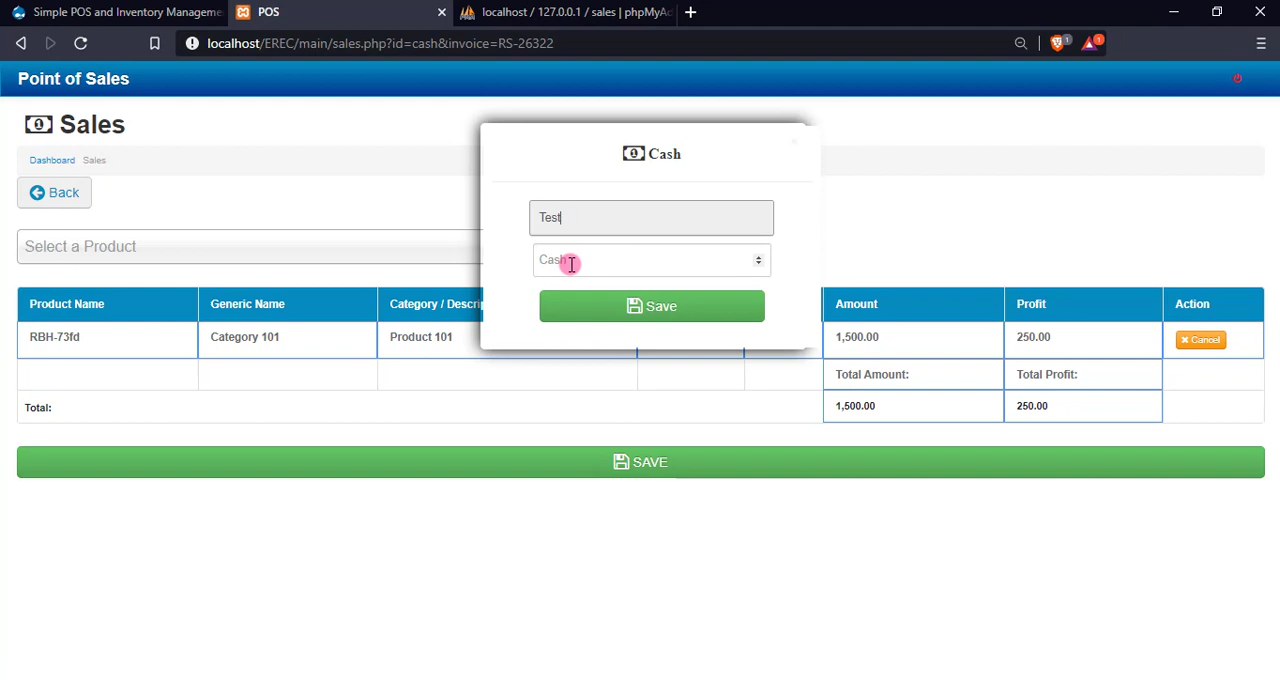 Simple POS and Inventory Manageme
POS
localhost / 127.0.0.1 / sales | phpMyAd
localhost/EREC/main/sales.php?id=cash&invoice=RS-26322
1
1
Point of Sales
Sales
Dashboard Sales
Back
Select a Product
Cash
Test
Cash
Save
Product Name Generic Name Category / Descri Amount Profit Action
RBH-73fd Category 101 Product 101 1,500.00 250.00 Cancel
Total Amount: Total Profit:
Total: 1,500.00 250.00
SAVE